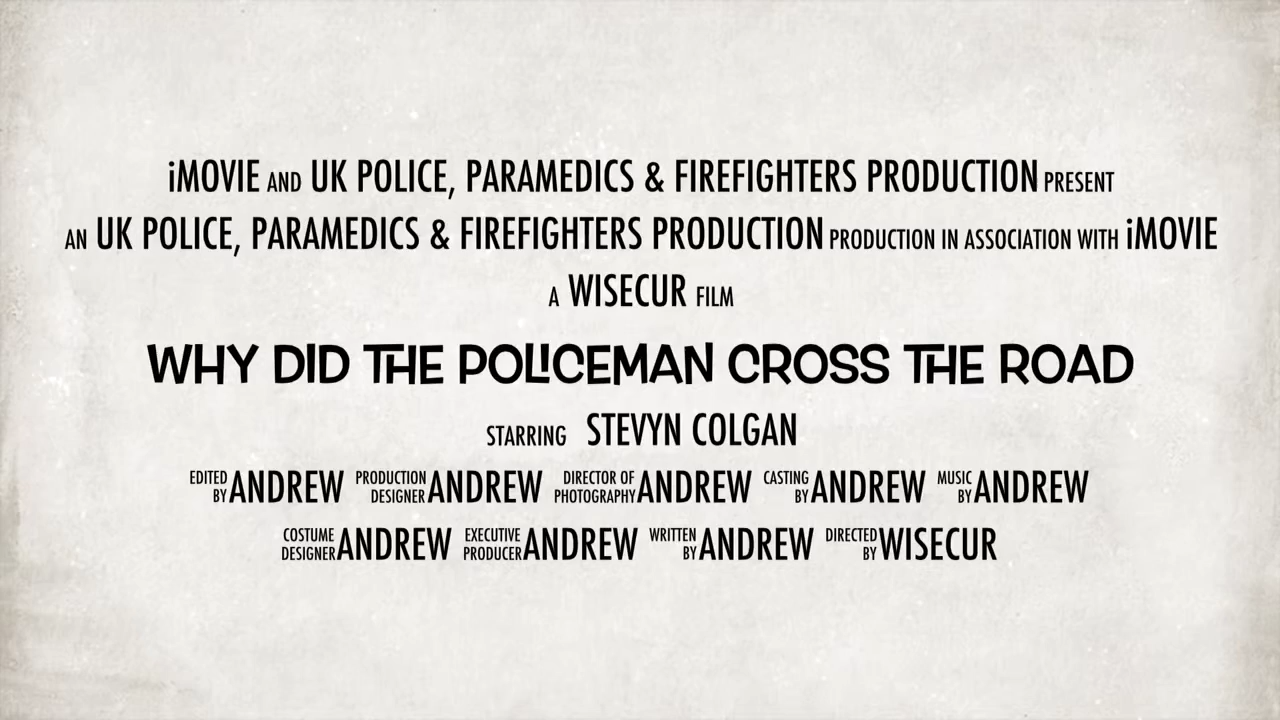 iMOVIE AND UK POLICE, PARAMEDICS & FIREFIGHTERS PRODUCTION PRESENT
AN UK POLICE, PARAMEDICS & FIREFIGHTERS PRODUCTION PRODUCTION IN ASSOCIATION WITH iMOVIE
A WISECUR FILM
WHY DID THE POLICEMAN CROSS THE ROAD
STARRING STEVYN COLGAN
EDITED BY ANDREW PRODUCTION DESIGNER ANDREW DIRECTOR OF PHOTOGRAPHY ANDREW CASTING BY ANDREW MUSIC BY ANDREW
COSTUME DESIGNER ANDREW EXECUTIVE PRODUCER ANDREW WRITTEN BY ANDREW DIRECTED BY WISECUR